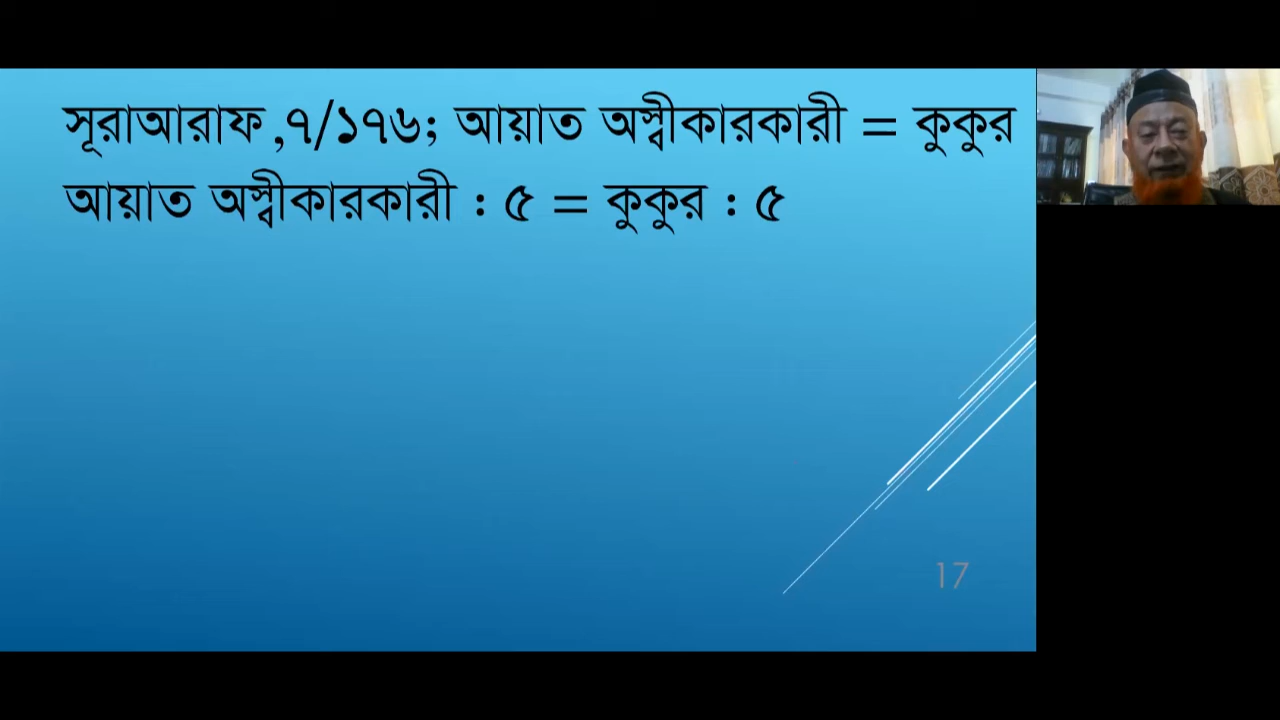 সূরাআরাফ,৭/১৭৬; আয়াত অস্বীকারকারী = কুকুর
আয়াত অস্বীকারকারী : ৫ = কুকুর : ৫
17